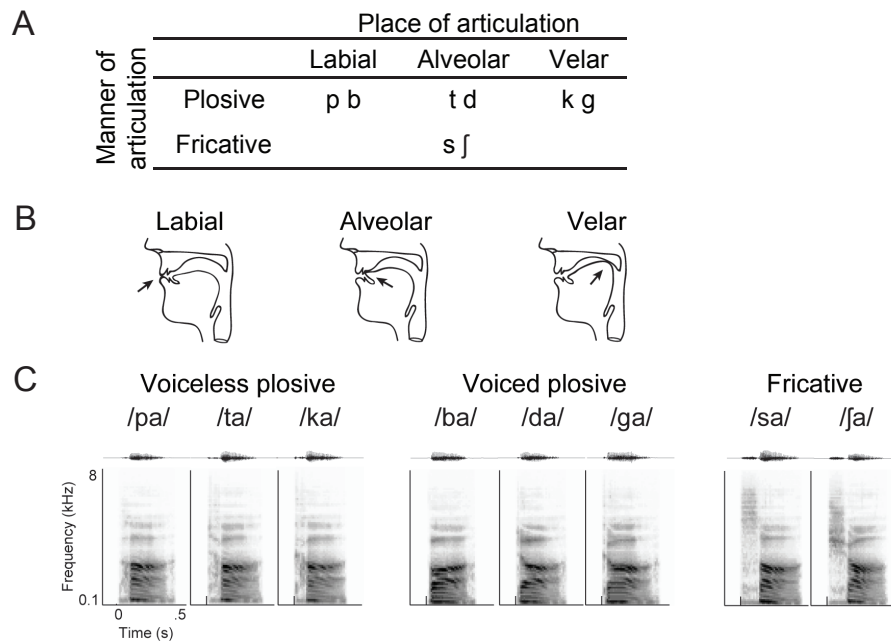 A
Place of articulation
Manner of
articulation
Labial Alveolar Velar
Plosive p b t d k g
Fricative s ʃ
B
Labial Alveolar Velar
C
Voiceless plosive Voiced plosive Fricative
/pa/ /ta/ /ka/ /ba/ /da/ /ga/ /sa/ /ʃa/
8
Frequency (kHz)
0.1
0 .5
Time (s)